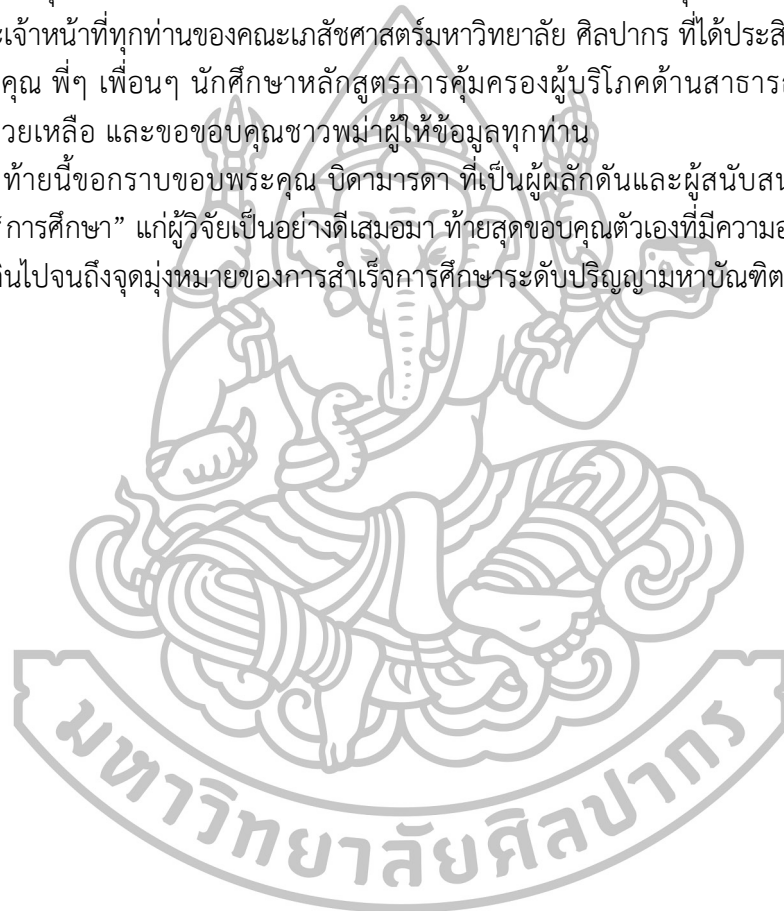 ะเจ้าหน้าที่ทุกท่านของคณะเภสัชศาสตร์มหาวิทยาลัย ศิลปากร ที่ได้ประสิ
คุณ พี่ๆ เพื่อนๆ นักศึกษาหลักสูตรการคุ้มครองผู้บริโภคด้านสาธาร
วยเหลือ และขอขอบคุณชาวพม่าผู้ให้ข้อมูลทุกท่าน
ท้ายนี้ขอกราบขอบพระคุณ บิดามารดา ที่เป็นผู้ผลักดันและผู้สนับสน
การศึกษา” แก่ผู้วิจัยเป็นอย่างดีเสมอมา ท้ายสุดขอบคุณตัวเองที่มีความอ
ินไปจนถึงจุดมุ่งหมายของการสำเร็จการศึกษาระดับปริญญามหาบัณฑิต
มหาวิทยาลัยศิลปากร